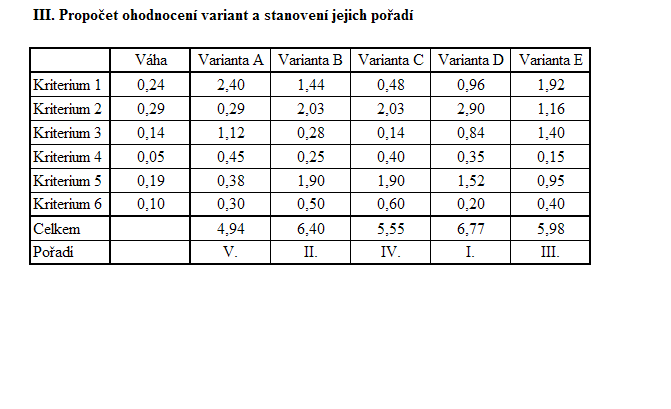 III. Propočet ohodnocení variant a stanovení jejich pořadí
Váha Varianta A Varianta B Varianta C Varianta D Varianta E
Kriterium 1 0,24 2,40 1,44 0,48 0,96 1,92
Kriterium 2 0,29 0,29 2,03 2,03 2,90 1,16
Kriterium 3 0,14 1,12 0,28 0,14 0,84 1,40
Kriterium 4 0,05 0,45 0,25 0,40 0,35 0,15
Kriterium 5 0,19 0,38 1,90 1,90 1,52 0,95
Kriterium 6 0,10 0,30 0,50 0,60 0,20 0,40
Celkem 4,94 6,40 5,55 6,77 5,98
Pořadí V. II. IV. I. III.